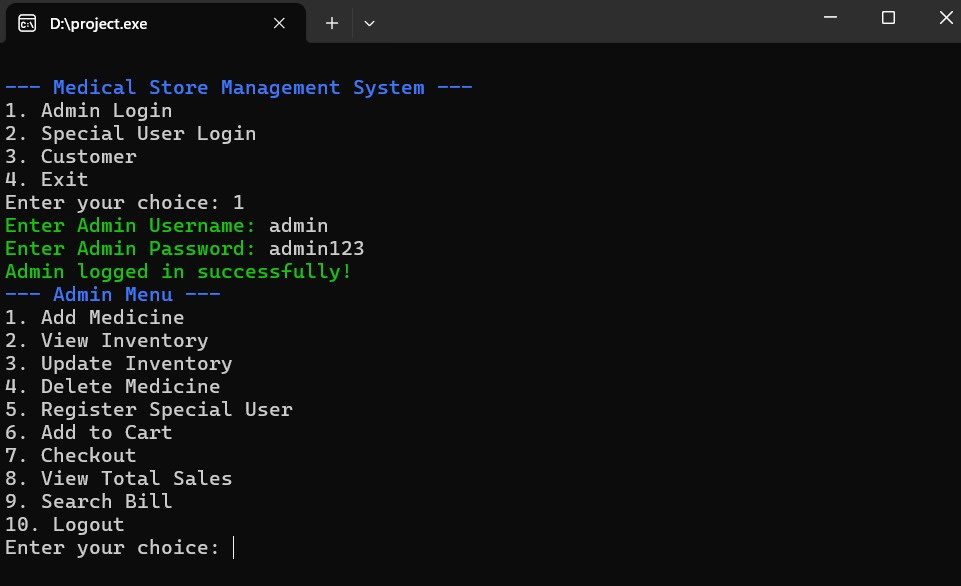 D:\project.exe
--- Medical Store Management System ---
1. Admin Login
2. Special User Login
3. Customer
4. Exit
Enter your choice: 1
Enter Admin Username: admin
Enter Admin Password: admin123
Admin logged in successfully!
--- Admin Menu ---
1. Add Medicine
2. View Inventory
3. Update Inventory
4. Delete Medicine
5. Register Special User
6. Add to Cart
7. Checkout
8. View Total Sales
9. Search Bill
10. Logout
Enter your choice: